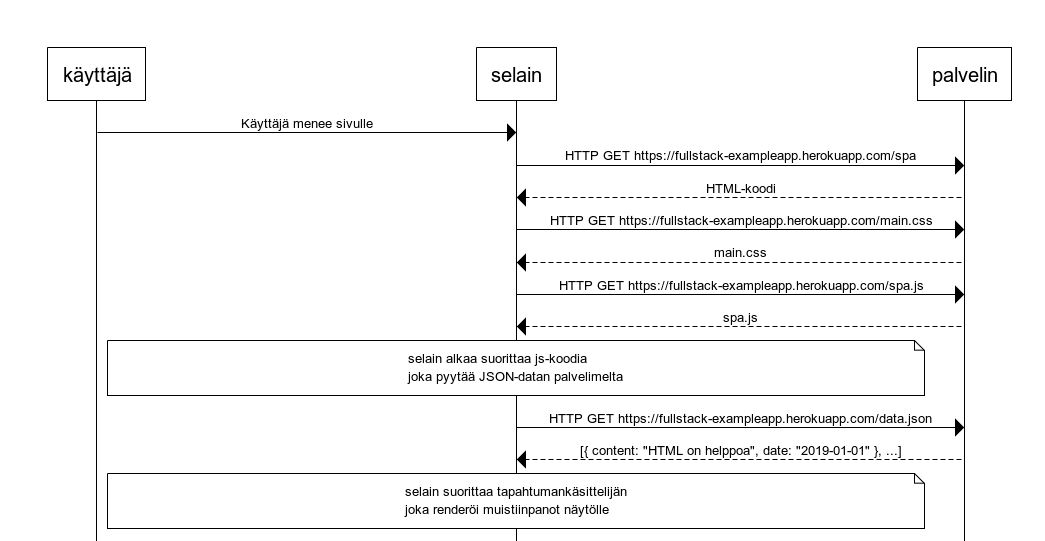 käyttäjä
selain
palvelin
Käyttäjä menee sivulle
HTTP GET https://fullstack-exampleapp.herokuapp.com/spa
HTML-koodi
HTTP GET https://fullstack-exampleapp.herokuapp.com/main.css
main.css
HTTP GET https://fullstack-exampleapp.herokuapp.com/spa.js
spa.js
selain alkaa suorittaa js-koodia
joka pyytää JSON-datan palvelimelta
HTTP GET https://fullstack-exampleapp.herokuapp.com/data.json
[{ content: "HTML on helppoa", date: "2019-01-01" }, ...]
selain suorittaa tapahtumankäsittelijän
joka renderöi muistiinpanot näytölle